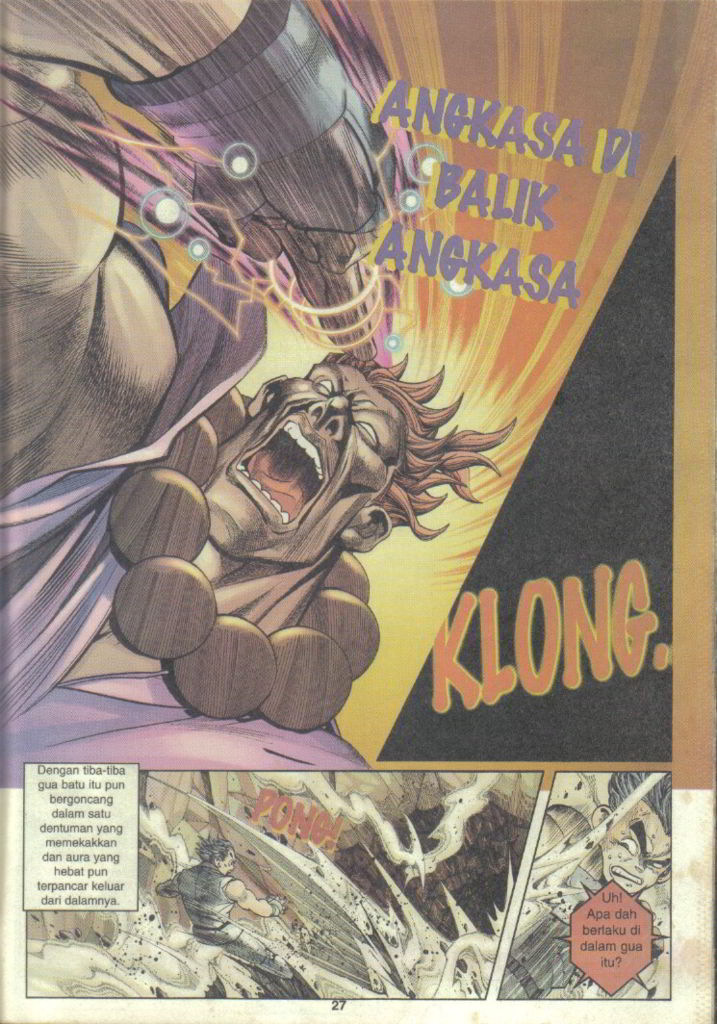 ANGKASA DI
BALIK
ANGKASA
KLONG.
Dengan tiba-tiba
gua batu itu pun
bergoncang
dalam satu
dentuman yang
memekakkan
dan aura yang
hebat pun
terpancar keluar
dari dalamnya.
PONG!
Uh!
Apa dah
berlaku di
dalam gua
itu?
27